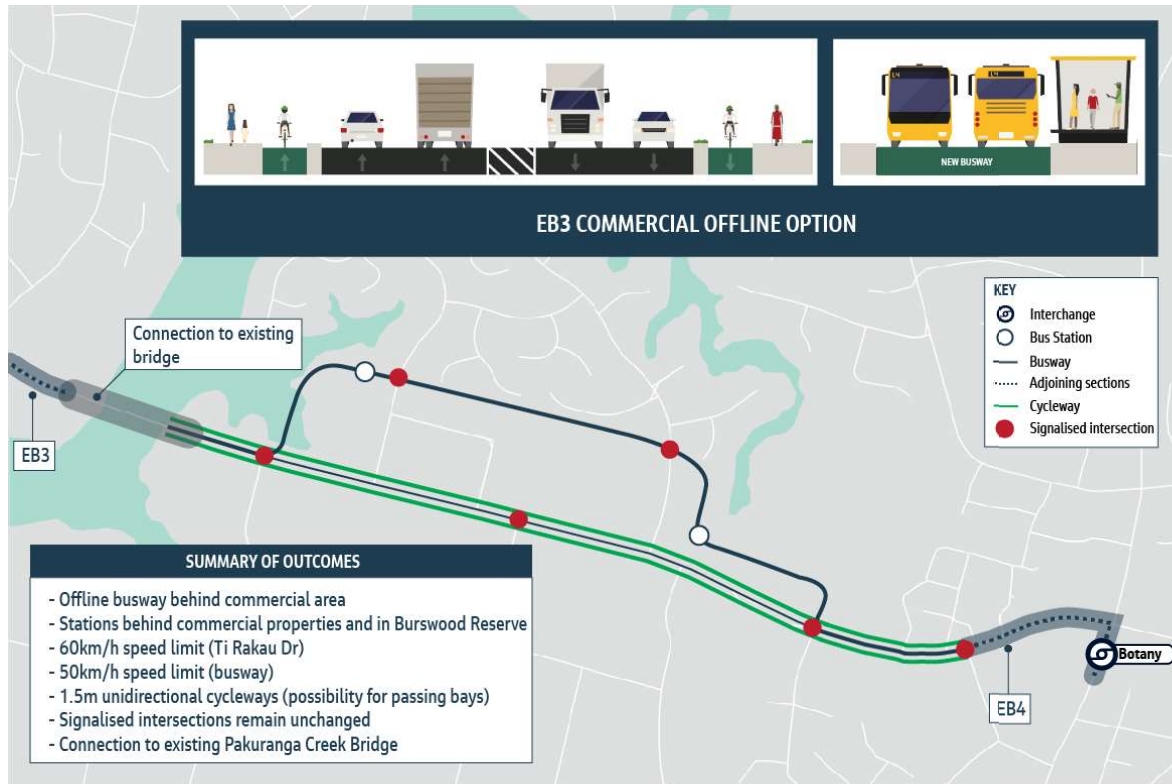 NEW BUSWAY
EB3 COMMERCIAL OFFLINE OPTION
KEY
Interchange
Bus Station
Busway
Adjoining sections
Cycleway
Signalised intersection
Connection to existing
bridge
EB3
SUMMARY OF OUTCOMES
- Offline busway behind commercial area
- Stations behind commercial properties and in Burswood Reserve
- 60km/h speed limit (Ti Rakau Dr)
- 50km/h speed limit (busway)
- 1.5m unidirectional cycleways (possibility for passing bays)
- Signalised intersections remain unchanged
- Connection to existing Pakuranga Creek Bridge
EB4
Botany